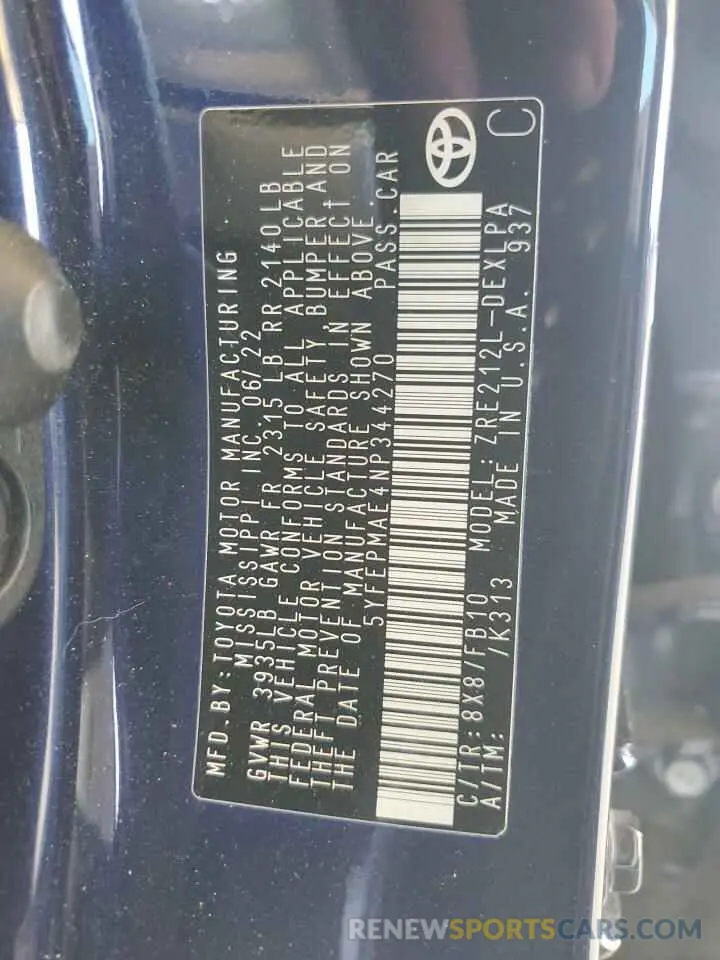 MFD.BY:TOYOTA MOTOR MANUFACTURING
MISSISSIPPI INC. 06/22
GVWR 3935LB GAWR FR 2315 LB RR 2140LB
THIS VEHICLE CONFORMS TO ALL APPLICABLE
FEDERAL MOTOR VEHICLE SAFETY, BUMPER, AND
THEFT PREVENTION STANDARDS IN EFFECT ON
THE DATE OF MANUFACTURE SHOWN ABOVE.
5YFEPMAE4NP344270 PASS.CAR
C/TR:8X8/FB10 MODEL:ZRE212L-DEXLPA
A/TM: /K313 MADE IN U.S.A. 937
C
RENEWSPORTSCARS.COM